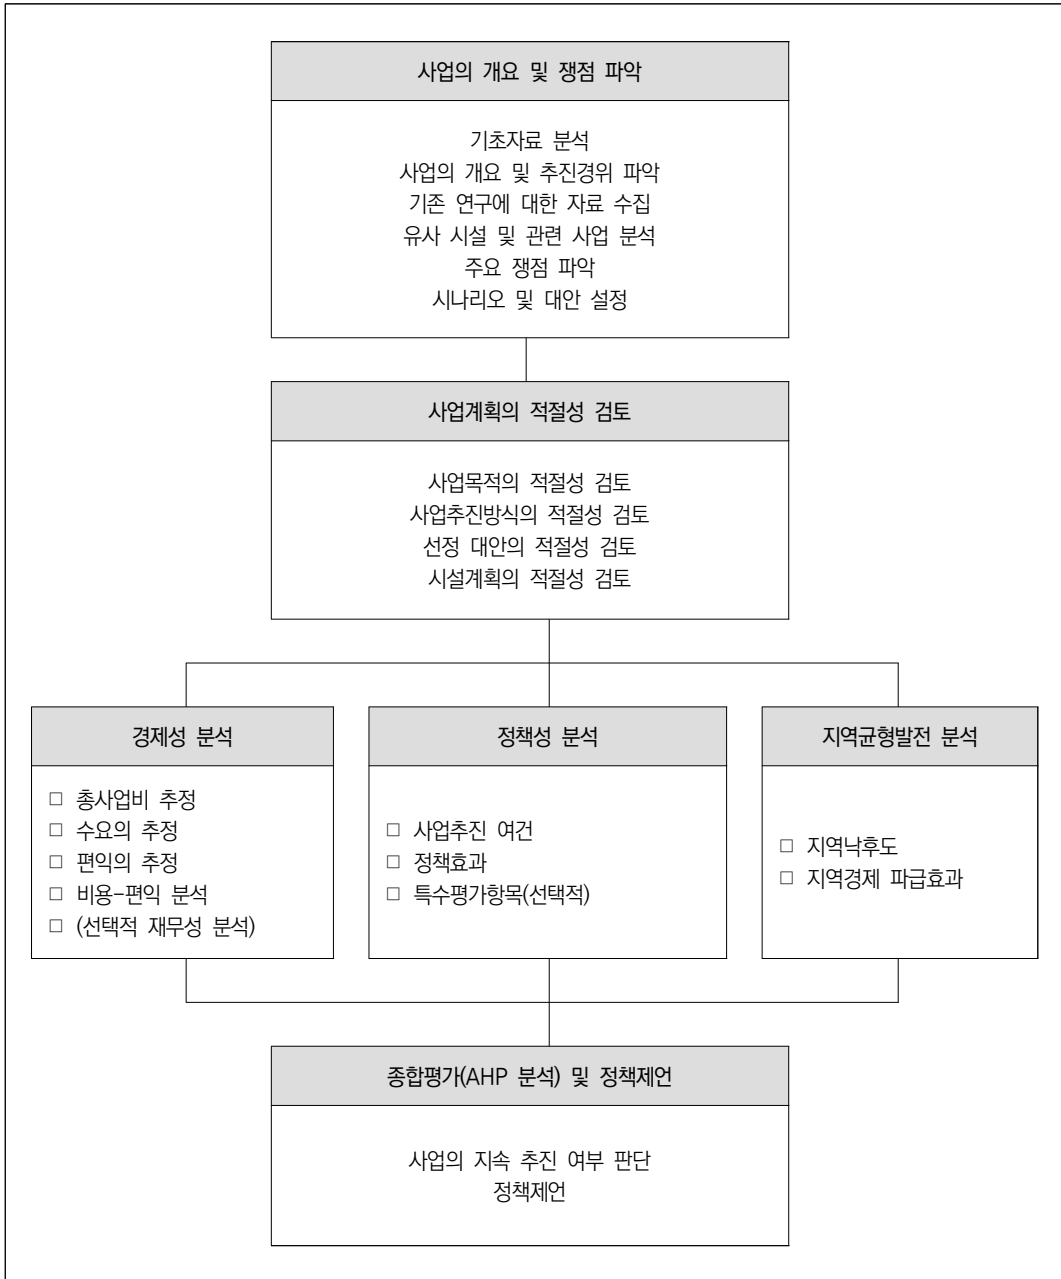 사업의 개요 및 쟁점 파악
기초자료 분석
사업의 개요 및 추진경위 파악
기존 연구에 대한 자료 수집
유사 시설 및 관련 사업 분석
주요 쟁점 파악
시나리오 및 대안 설정
사업계획의 적절성 검토
사업목적의 적절성 검토
사업추진방식의 적절성 검토
선정 대안의 적절성 검토
시설계획의 적절성 검토
경제성 분석
□ 총사업비 추정
□ 수요의 추정
□ 편익의 추정
□ 비용-편익 분석
□ (선택적 재무성 분석)
정책성 분석
□ 사업추진 여건
□ 정책효과
□ 특수평가항목(선택적)
지역균형발전 분석
□ 지역낙후도
□ 지역경제 파급효과
종합평가(AHP 분석) 및 정책제언
사업의 지속 추진 여부 판단
정책제언